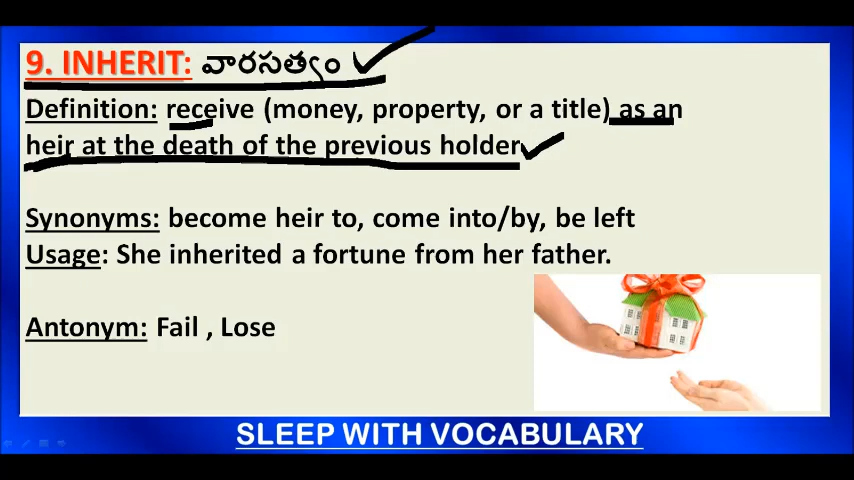 9. INHERIT: వారసత్వం
Definition: receive (money, property, or a title) as an
heir at the death of the previous holder
Synonyms: become heir to, come into/by, be left
Usage: She inherited a fortune from her father.
Antonym: Fail , Lose
SLEEP WITH VOCABULARY